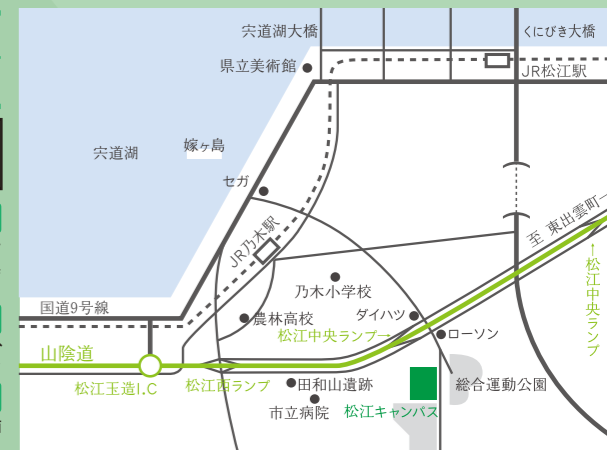 宍道湖大橋
くにびき大橋
県立美術館
JR松江駅
宍道湖
嫁ヶ島
セガ
JR乃木駅
至 東出雲町→
乃木小学校
国道9号線
農林高校
ダイハツ
松江中央ランプ→
ローソン
←松江中央ランプ
山陰道
松江玉造I.C
松江西ランプ
田和山遺跡
総合運動公園
市立病院
松江キャンパス